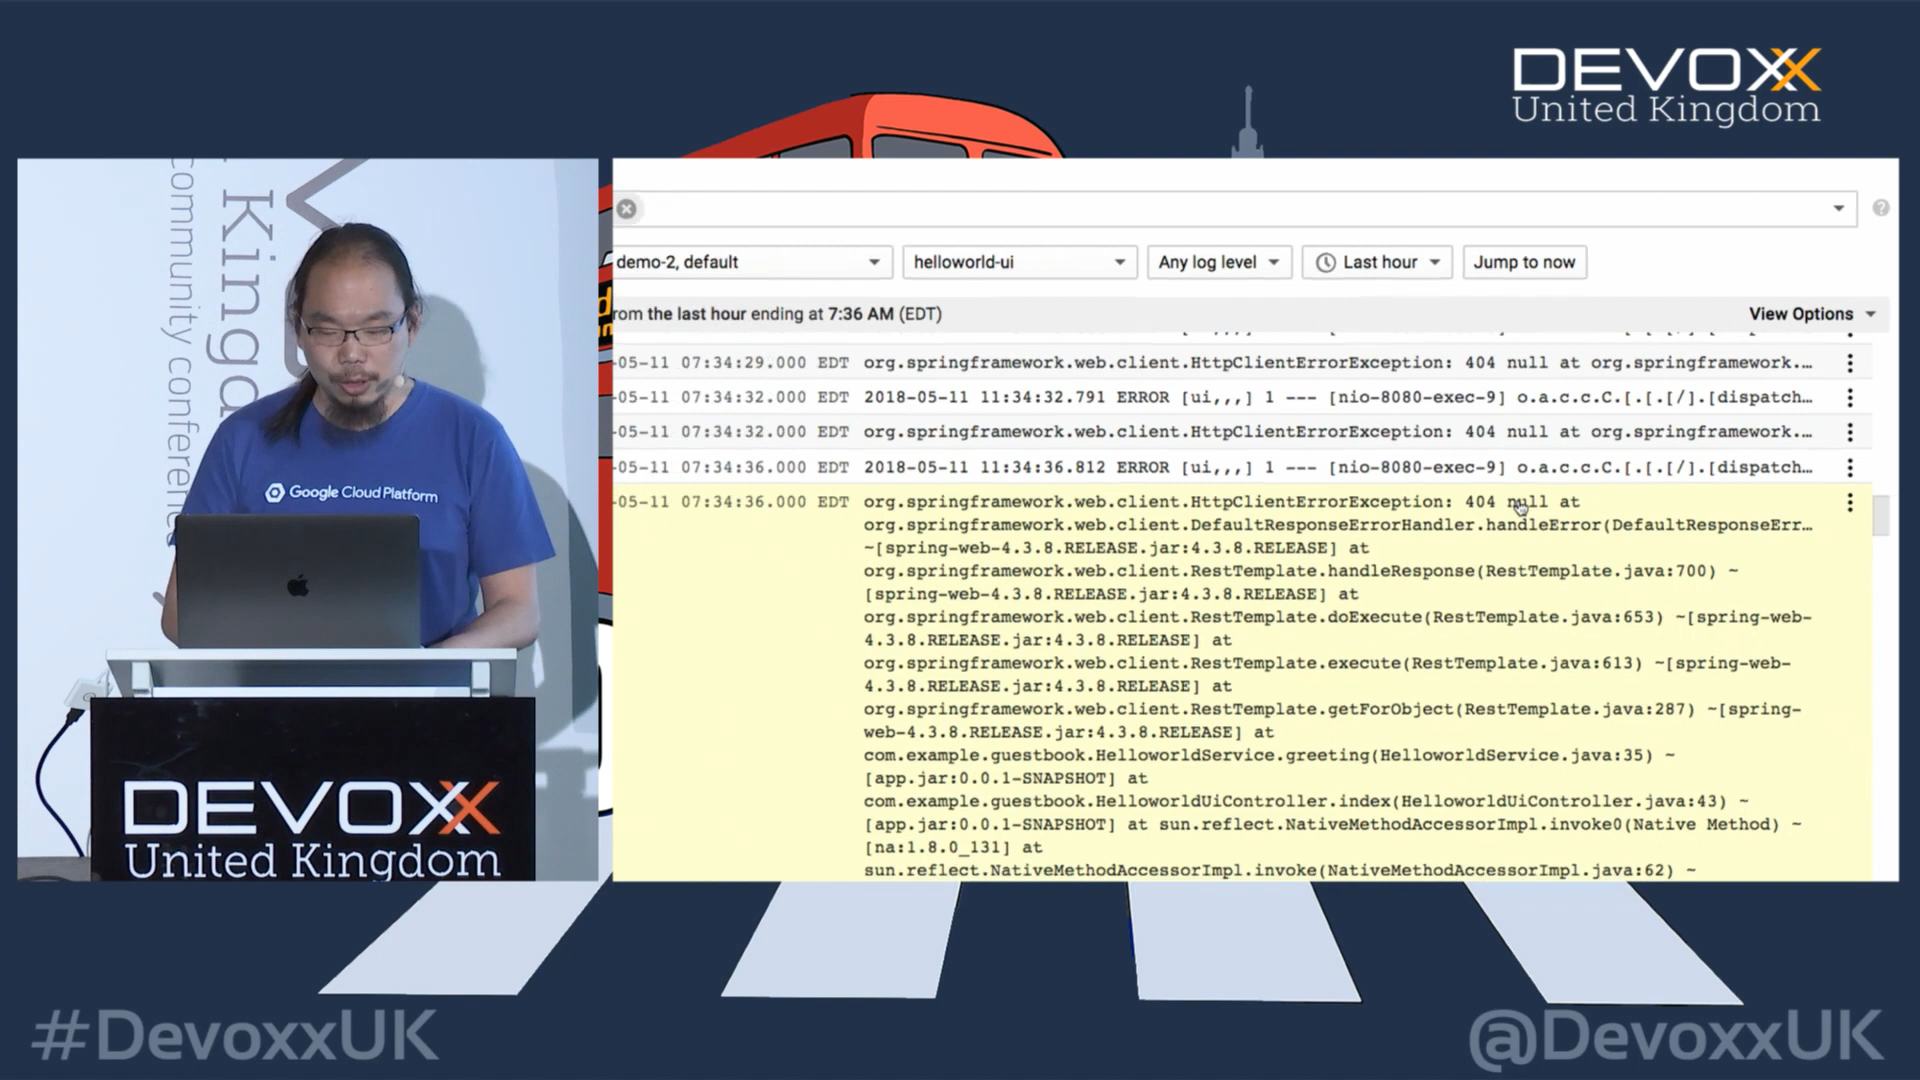 DEVOXX
United Kingdom
Kingd
community conferenc
Google Cloud Platform
DEVOXX
United Kingdom
demo-2, default
helloworld-ui
Any log level
Last hour
Jump to now
rom the last hour ending at 7:36 AM (EDT)
View Options
-05-11 07:34:29.000 EDT org.springframework.web.client.HttpClientErrorException: 404 null at org.springframework.…
-05-11 07:34:32.000 EDT 2018-05-11 11:34:32.791 ERROR [ui,,,] 1 --- [nio-8080-exec-9] o.a.c.c.C.[.[.[/].[dispatch…
-05-11 07:34:32.000 EDT org.springframework.web.client.HttpClientErrorException: 404 null at org.springframework.…
-05-11 07:34:36.000 EDT 2018-05-11 11:34:36.812 ERROR [ui,,,] 1 --- [nio-8080-exec-9] o.a.c.c.C.[.[.[/].[dispatch…
-05-11 07:34:36.000 EDT org.springframework.web.client.HttpClientErrorException: 404 null at
org.springframework.web.client.DefaultResponseErrorHandler.handleError(DefaultResponseErr…
~[spring-web-4.3.8.RELEASE.jar:4.3.8.RELEASE] at
org.springframework.web.client.RestTemplate.handleResponse(RestTemplate.java:700) ~
[spring-web-4.3.8.RELEASE.jar:4.3.8.RELEASE] at
org.springframework.web.client.RestTemplate.doExecute(RestTemplate.java:653) ~[spring-web-
4.3.8.RELEASE.jar:4.3.8.RELEASE] at
org.springframework.web.client.RestTemplate.execute(RestTemplate.java:613) ~[spring-web-
4.3.8.RELEASE.jar:4.3.8.RELEASE] at
org.springframework.web.client.RestTemplate.getForObject(RestTemplate.java:287) ~[spring-
web-4.3.8.RELEASE.jar:4.3.8.RELEASE] at
com.example.guestbook.HelloworldService.greeting(HelloworldService.java:35) ~
[app.jar:0.0.1-SNAPSHOT] at
com.example.guestbook.HelloworldUiController.index(HelloworldUiController.java:43) ~
[app.jar:0.0.1-SNAPSHOT] at sun.reflect.NativeMethodAccessorImpl.invoke0(Native Method) ~
[na:1.8.0_131] at
sun.reflect.NativeMethodAccessorImpl.invoke(NativeMethodAccessorImpl.java:62) ~
#DevoxxUK
@DevoxxUK